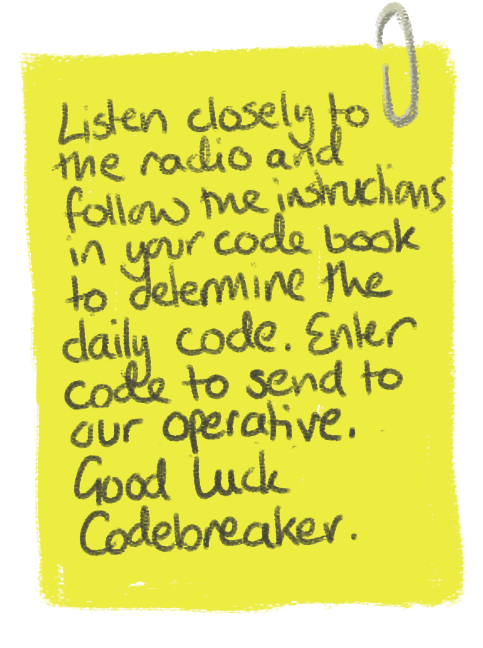 Listen closely to
the radio and
follow the instructions
in your code book
to determine the
daily code. Enter
code to send to
our operative.
Good Luck
Codebreaker.